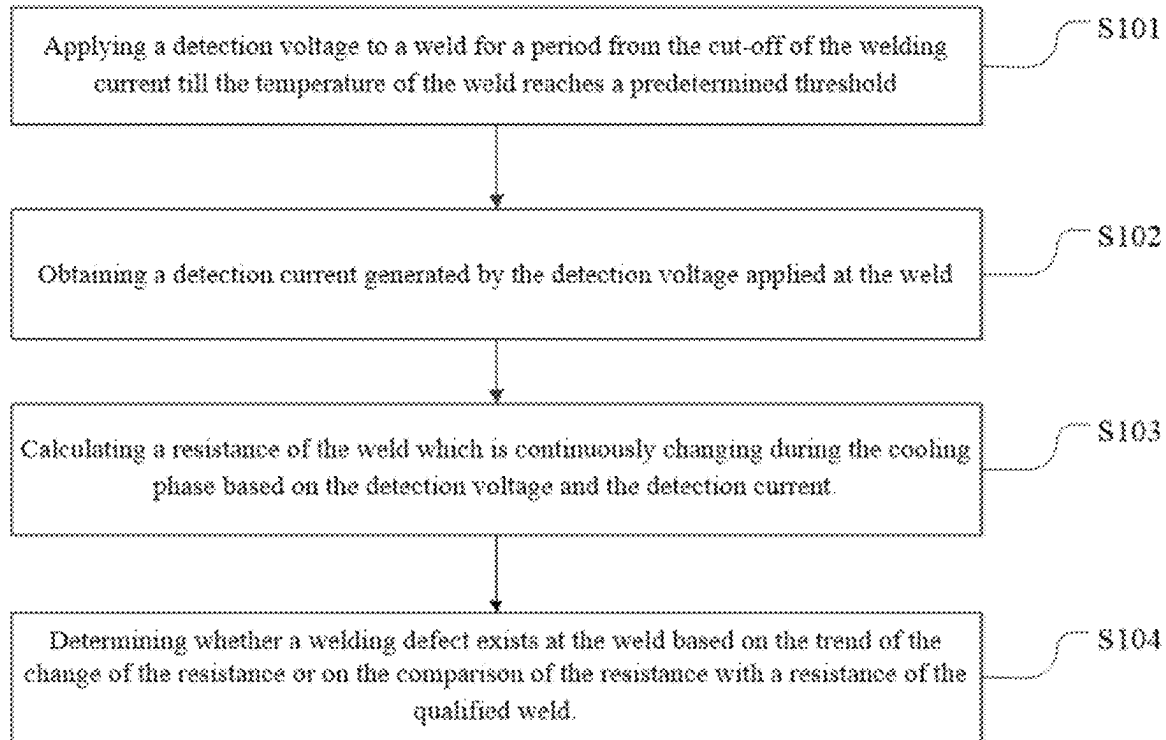 Applying a detection voltage to a weld for a period from the cut-off of the welding
current till the temperature of the weld reaches a predetermined threshold
S101
Obtaining a detection current generated by the detection voltage applied at the weld
S102
Calculating a resistance of the weld which is continuously changing during the cooling
phase based on the detection voltage and the detection current.
S103
Determining whether a welding defect exists at the weld based on the trend of the
change of the resistance or on the comparison of the resistance with a resistance of the
qualified weld.
S104